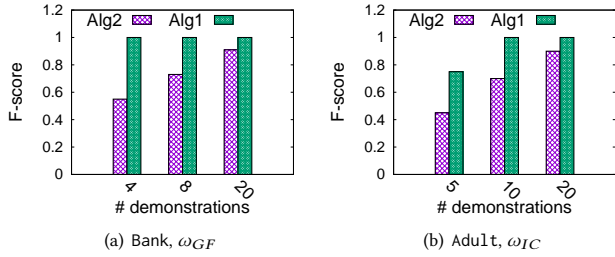 Alg2 Alg1
1.2
1
0.8
0.6
0.4
0.2
0
F-score
4 8 20
# demonstrations
(a) Bank, ω_GF
Alg2 Alg1
1.2
1
0.8
0.6
0.4
0.2
0
F-score
5 10 20
# demonstrations
(b) Adult, ω_IC